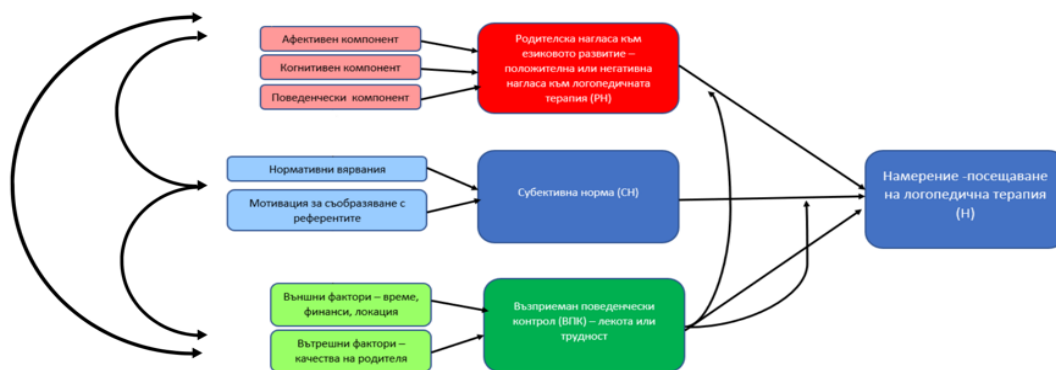 Афективен компонент
Когнитивен компонент
Поведенчески компонент
Родителска нагласа към
езиковото развитие –
положителна или негативна
нагласа към логопедичната
терапия (РН)
Нормативни вярвания
Мотивация за съобразяване с
референтите
Субективна норма (СН)
Намерение -посещаване
на логопедична терапия
(Н)
Външни фактори – време,
финанси, локация
Вътрешни фактори –
качества на родителя
Възприеман поведенчески
контрол (ВПК) – лекота или
трудност